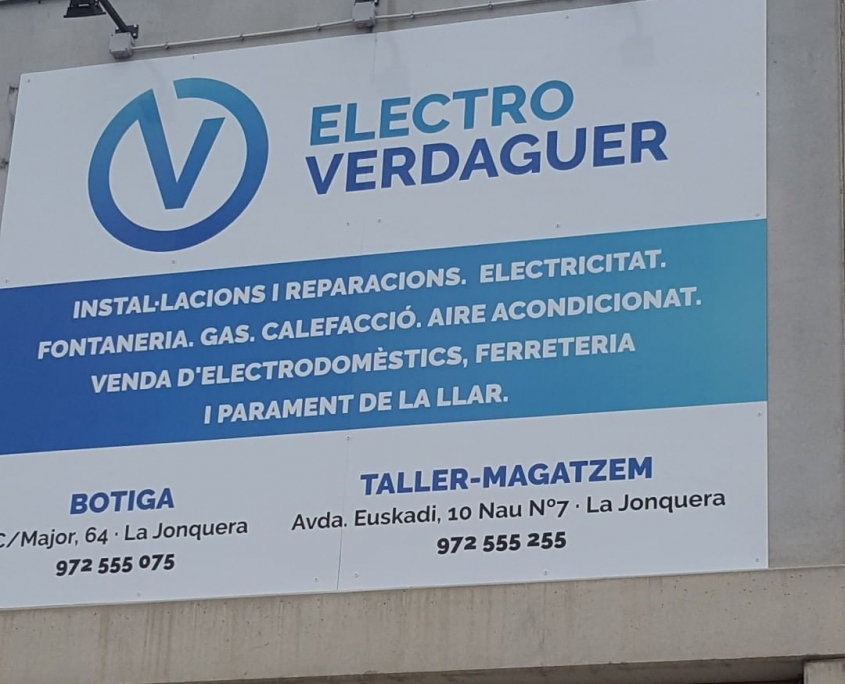 ELECTRO
VERDAGUER
INSTAL·LACIONS I REPARACIONS. ELECTRICITAT.
FONTANERIA. GAS. CALEFACCIÓ. AIRE ACONDICIONAT.
VENDA D'ELECTRODOMÈSTICS, FERRETERIA
I PARAMENT DE LA LLAR.
BOTIGA
C/Major, 64 · La Jonquera
972 555 075
TALLER-MAGATZEM
Avda. Euskadi, 10 Nau Nº7 · La Jonquera
972 555 255